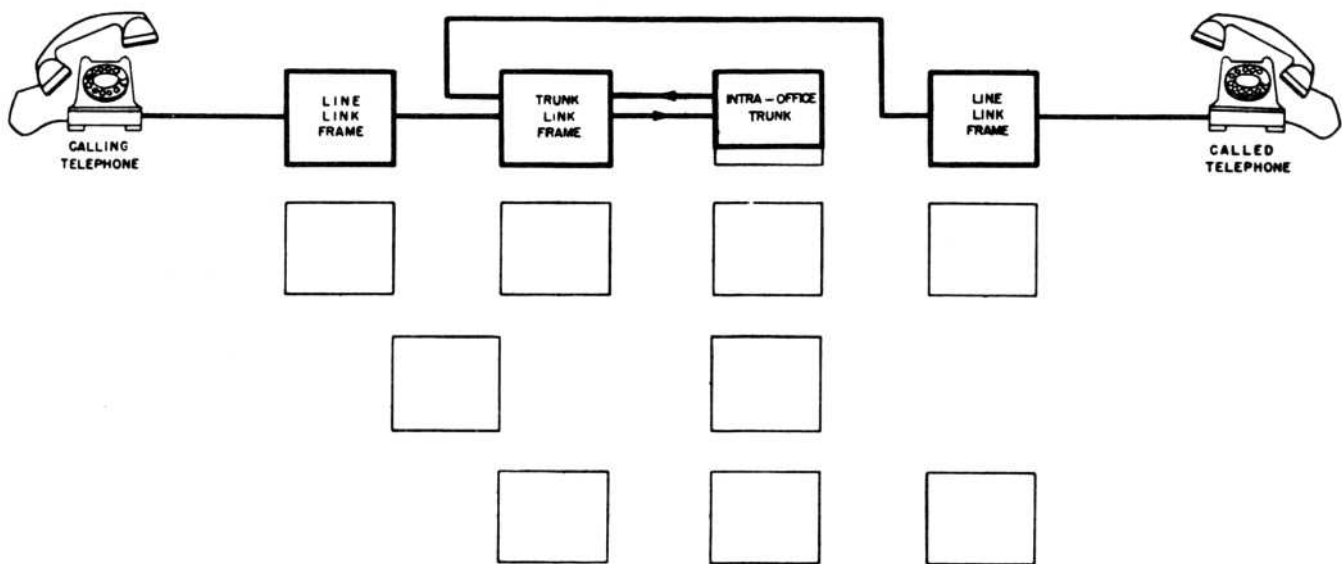 LINE
LINK
FRAME
TRUNK
LINK
FRAME
INTRA-OFFICE
TRUNK
LINE
LINK
FRAME
CALLING
TELEPHONE
CALLED
TELEPHONE